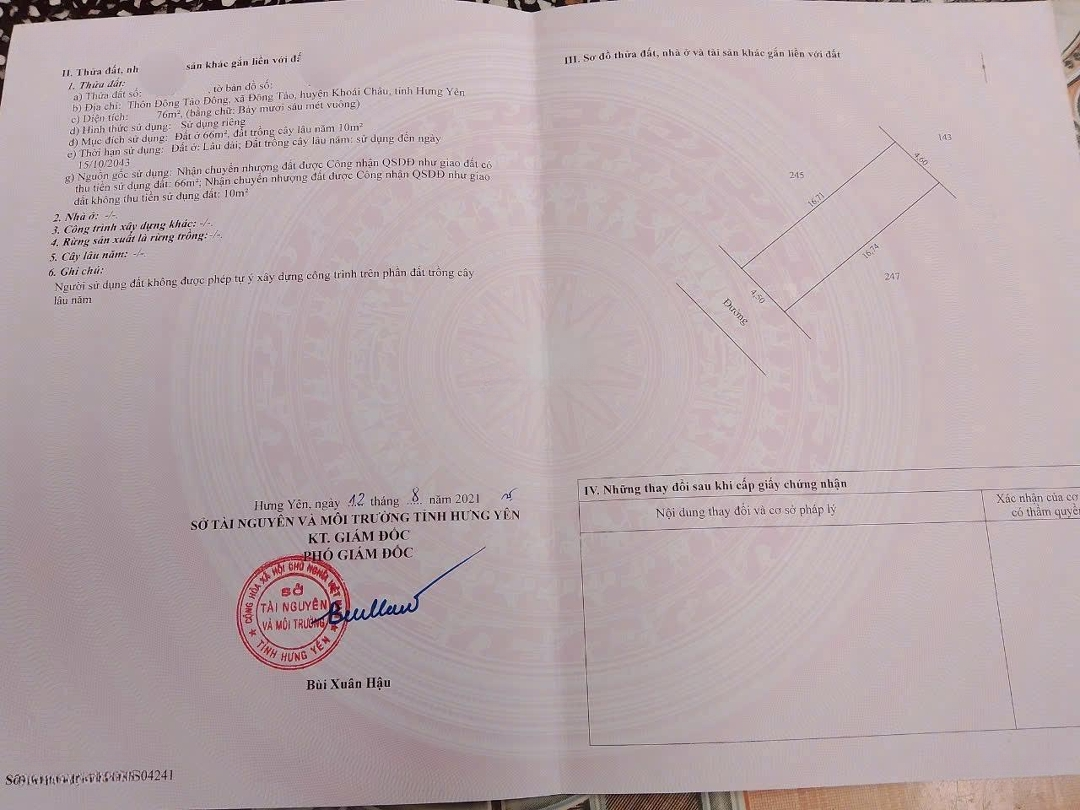 II. Thửa đất, nh sản khác gắn liền với đất
1. Thửa đất:
a) Thửa đất số: , tờ bản đồ số:
b) Địa chỉ: Thôn Đông Tảo Đông, xã Đông Tảo, huyện Khoái Châu, tỉnh Hưng Yên
c) Diện tích: 76m², (bằng chữ: Bảy mươi sáu mét vuông)
d) Hình thức sử dụng: Sử dụng riêng
đ) Mục đích sử dụng: Đất ở 66m², đất trồng cây lâu năm 10m²
e) Thời hạn sử dụng: Đất ở: Lâu dài; Đất trồng cây lâu năm: sử dụng đến ngày
15/10/2043
g) Nguồn gốc sử dụng: Nhận chuyển nhượng đất được Công nhận QSDĐ như giao đất có
thu tiền sử dụng đất: 66m²; Nhận chuyển nhượng đất được Công nhận QSDĐ như giao
đất không thu tiền sử dụng đất: 10m²
2. Nhà ở: -/-.
3. Công trình xây dựng khác: -/-.
4. Rừng sản xuất là rừng trồng: -/-.
5. Cây lâu năm: -/-.
6. Ghi chú:
Người sử dụng đất không được phép tự ý xây dựng công trình trên phần đất trồng cây
lâu năm
Hưng Yên, ngày 12 tháng 8 năm 2021
SỞ TÀI NGUYÊN VÀ MÔI TRƯỜNG TỈNH HƯNG YÊN
KT. GIÁM ĐỐC
PHÓ GIÁM ĐỐC
CỘNG HÒA XÃ HỘI CHỦ NGHĨA VIỆT
SỞ
TÀI NGUYÊN
VÀ MÔI TRƯỜNG
TỈNH HƯNG YÊN
Bùi Xuân Hậu
S04241
III. Sơ đồ thửa đất, nhà ở và tài sản khác gắn liền với đất
143
4,60
245
16,71
16,74
247
4,50
Đường
IV. Những thay đổi sau khi cấp giấy chứng nhận
Nội dung thay đổi và cơ sở pháp lý
Xác nhận của cơ
có thẩm quyền